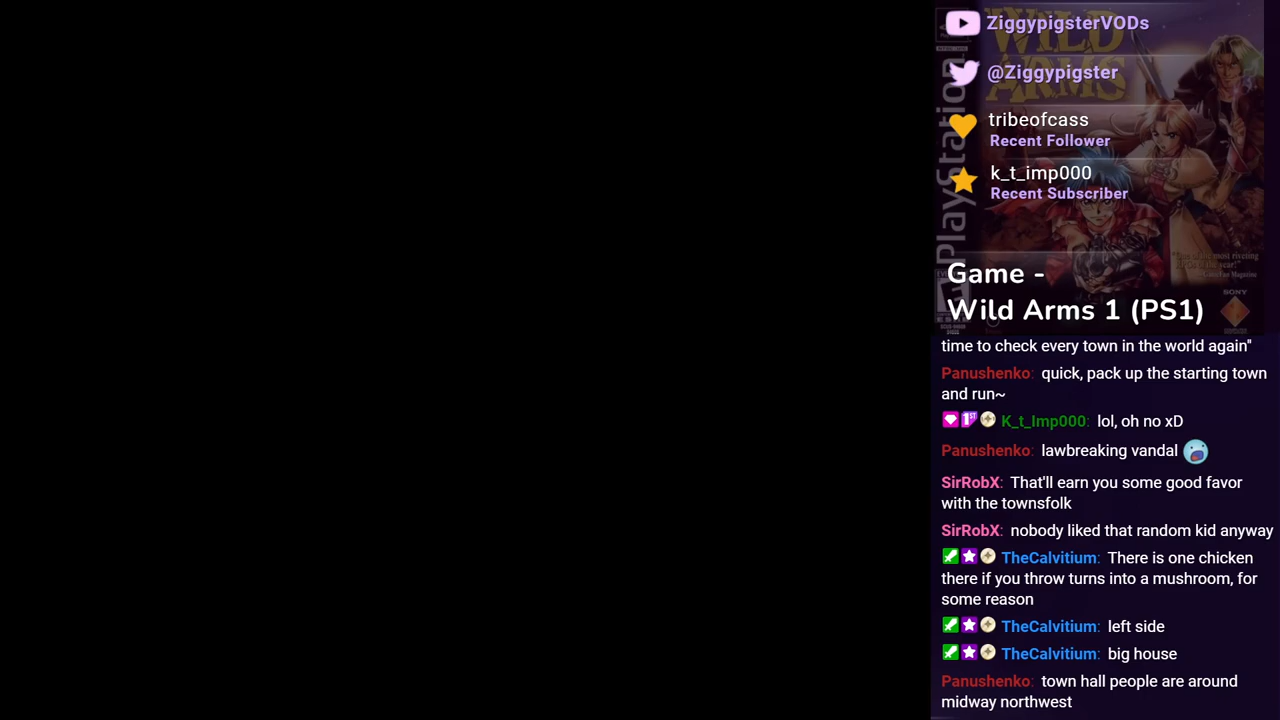 ZiggypigsterVODs
@Ziggypigster
tribeofcass
Recent Follower
k_t_imp000
Recent Subscriber
WILD
ARMS
PlayStation
Game -
Wild Arms 1 (PS1)
SONY
time to check every town in the world again"
Panushenko: quick, pack up the starting town
and run~
K_t_Imp000: lol, oh no xD
Panushenko: lawbreaking vandal
SirRobX: That'll earn you some good favor
with the townsfolk
SirRobX: nobody liked that random kid anyway
TheCalvitium: There is one chicken
there if you throw turns into a mushroom, for
some reason
TheCalvitium: left side
TheCalvitium: big house
Panushenko: town hall people are around
midway northwest